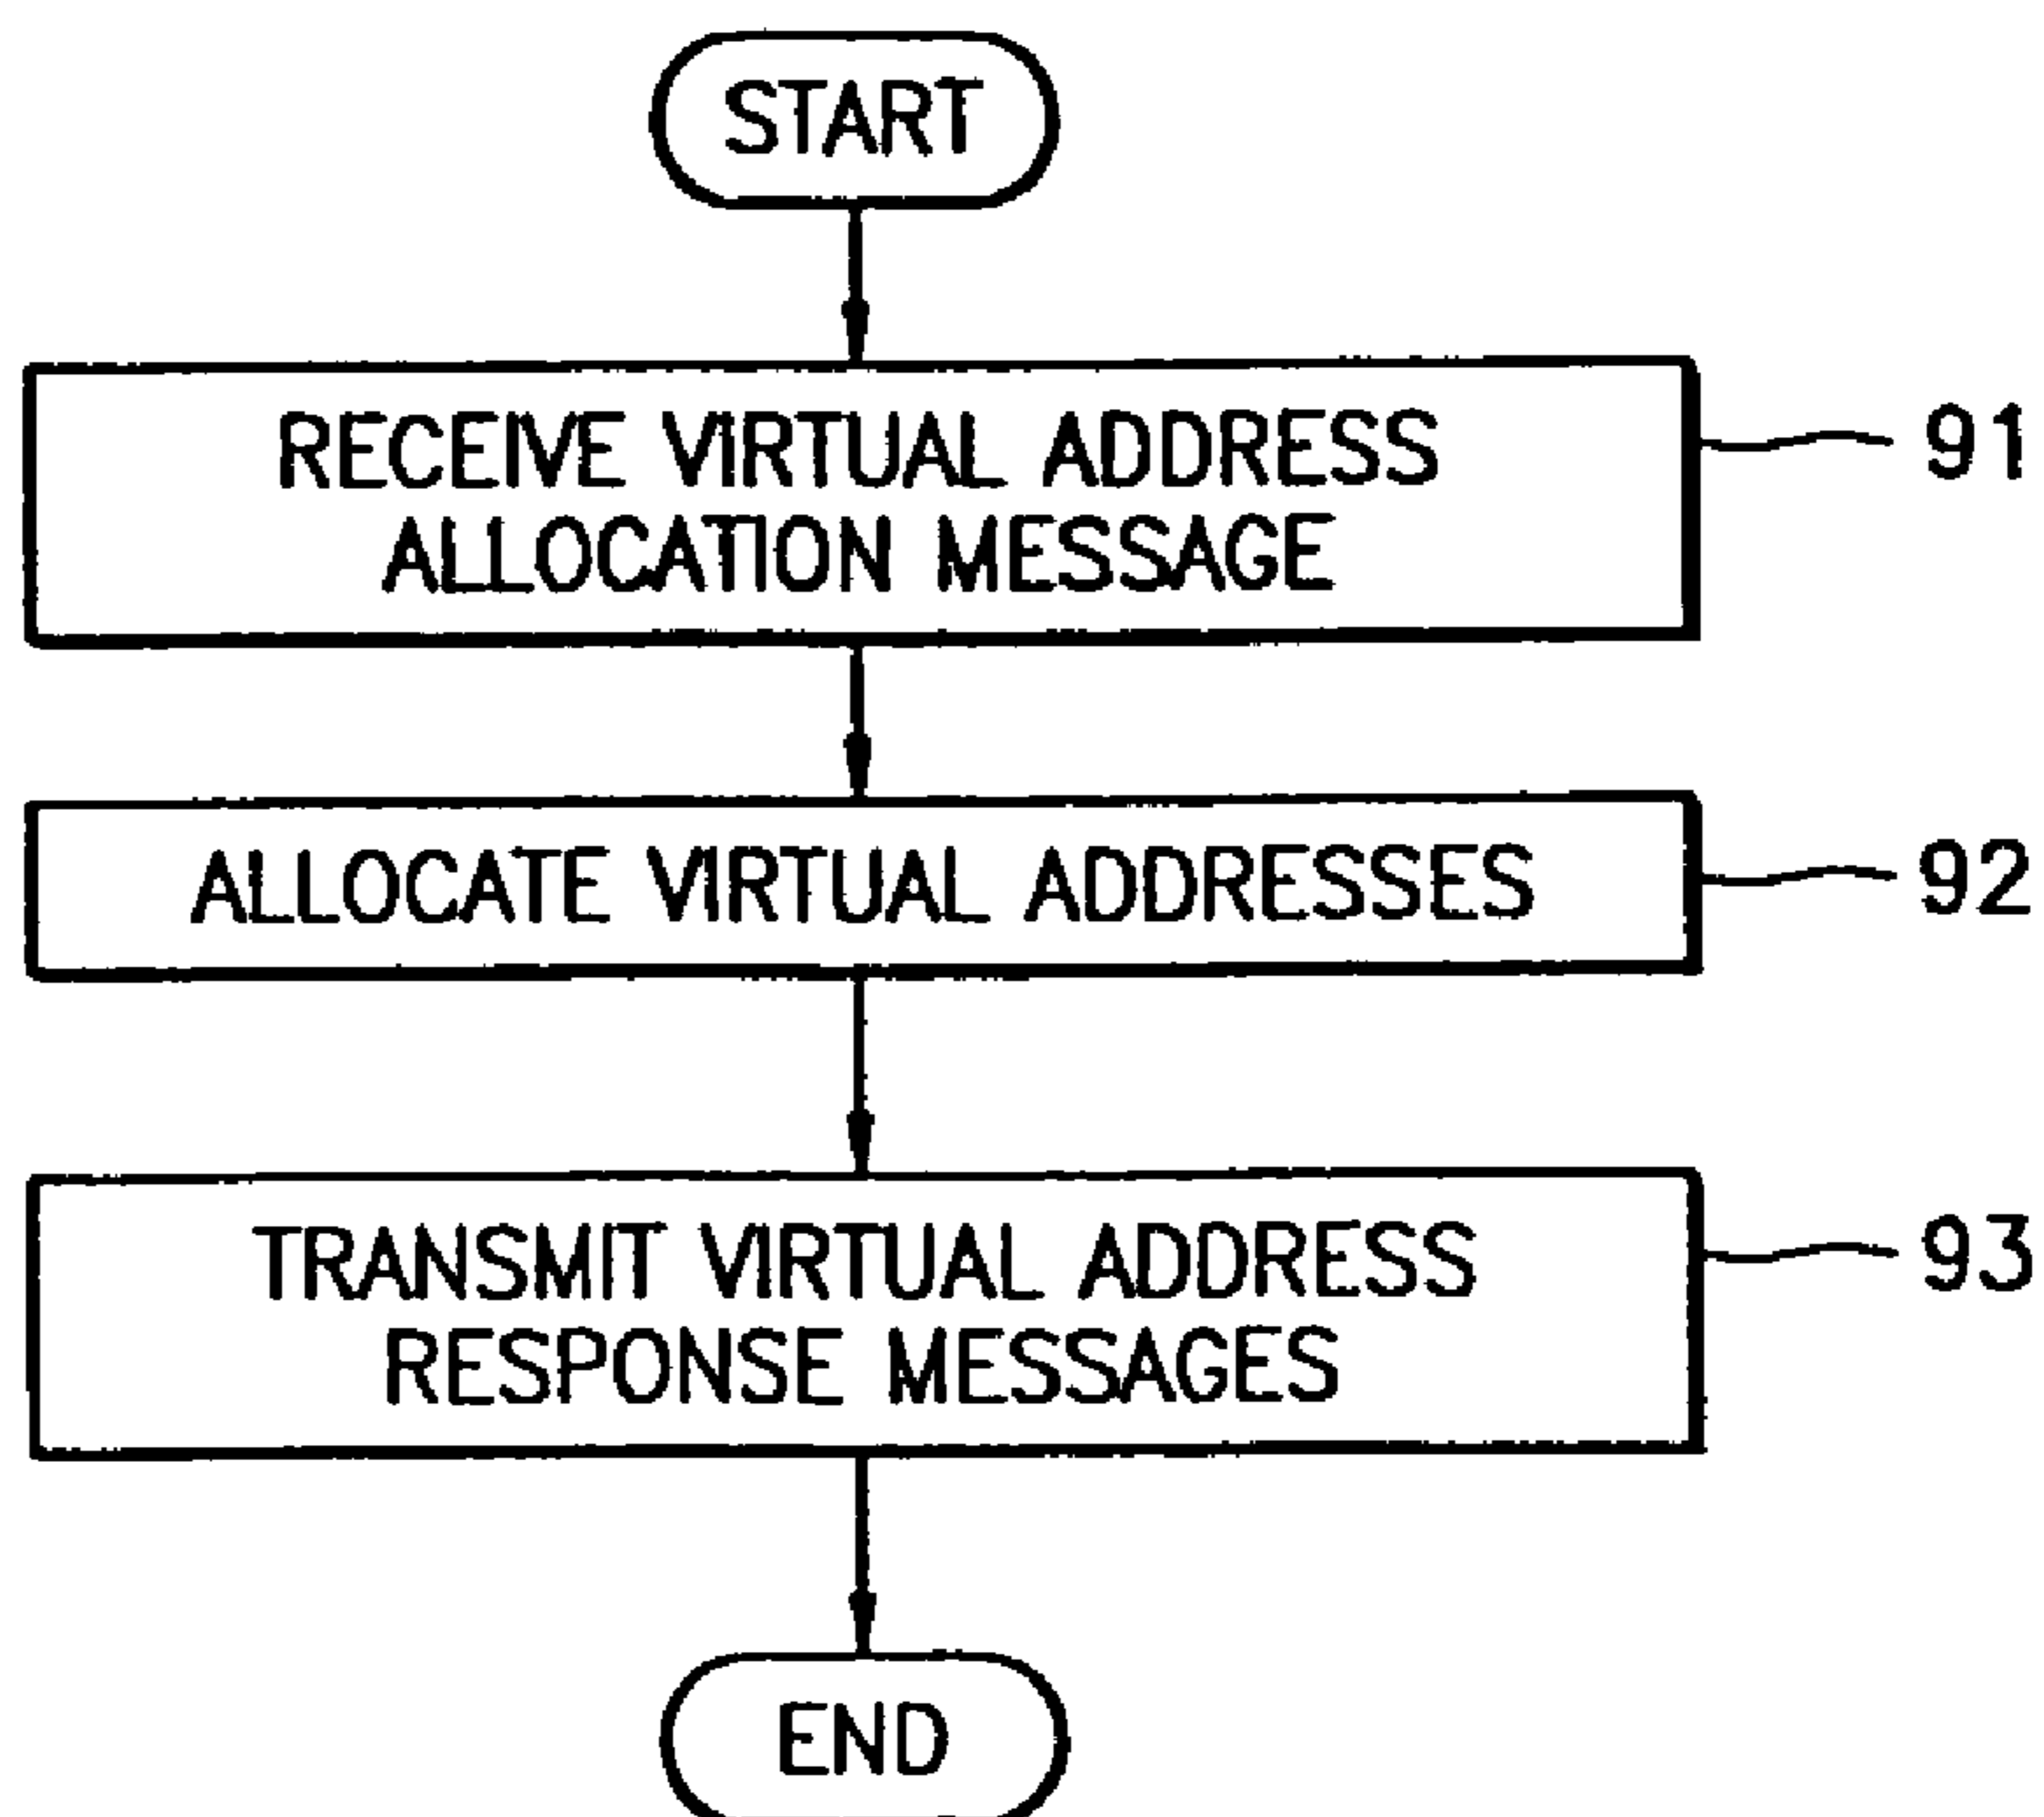 START
RECEIVE VIRTUAL ADDRESS
ALLOCATION MESSAGE
91
ALLOCATE VIRTUAL ADDRESSES
92
TRANSMIT VIRTUAL ADDRESS
RESPONSE MESSAGES
93
END